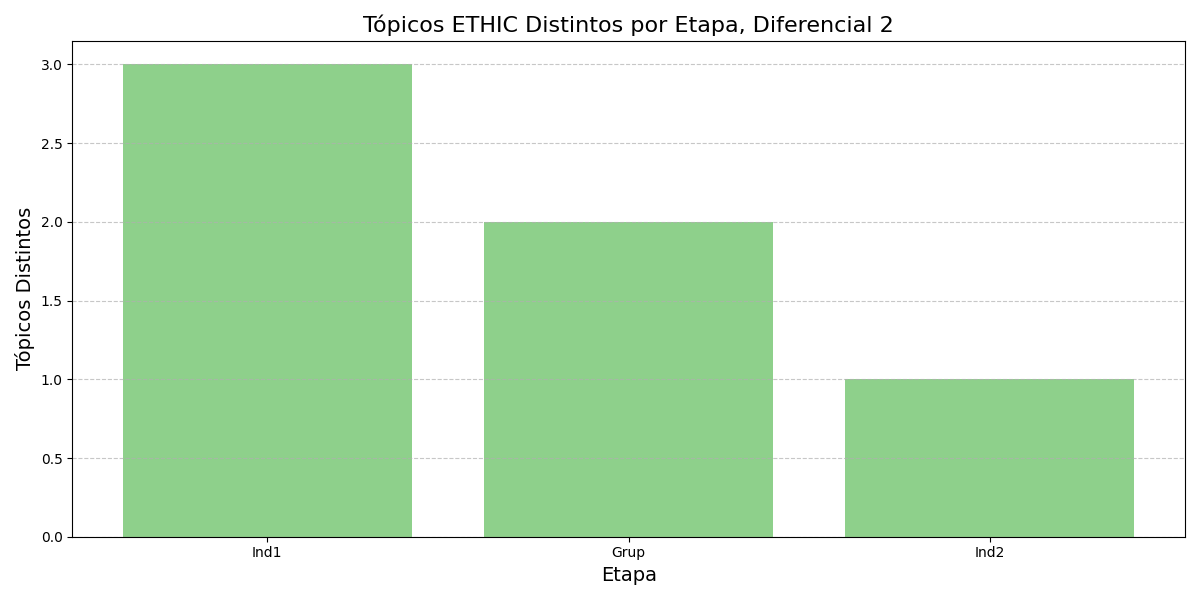 Tópicos ETHIC Distintos por Etapa, Diferencial 2
Tópicos Distintos
3.0
2.5
2.0
1.5
1.0
0.5
0.0
Ind1
Grup
Ind2
Etapa